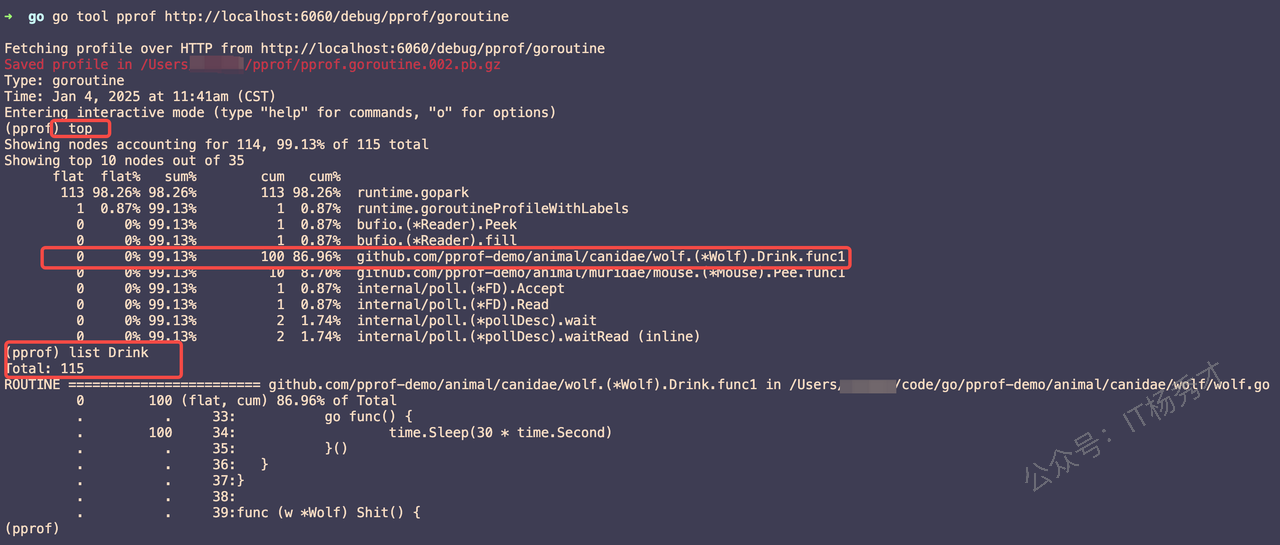 ➜  go go tool pprof http://localhost:6060/debug/pprof/goroutine
Fetching profile over HTTP from http://localhost:6060/debug/pprof/goroutine
Saved profile in /Users/pprof/pprof.goroutine.002.pb.gz
Type: goroutine
Time: Jan 4, 2025 at 11:41am (CST)
Entering interactive mode (type "help" for commands, "o" for options)
(pprof) top
Showing nodes accounting for 114, 99.13% of 115 total
Showing top 10 nodes out of 35
flat  flat%   sum%        cum   cum%
113 98.26% 98.26%        113 98.26%  runtime.gopark
1  0.87% 99.13%          1  0.87%  runtime.goroutineProfileWithLabels
0     0% 99.13%          1  0.87%  bufio.(*Reader).Peek
0     0% 99.13%          1  0.87%  bufio.(*Reader).fill
0     0% 99.13%        100 86.96%  github.com/pprof-demo/animal/canidae/wolf.(*Wolf).Drink.func1
0     0% 99.13%         10  8.70%  github.com/pprof-demo/animal/muridae/mouse.(*Mouse).Pee.func1
0     0% 99.13%          1  0.87%  internal/poll.(*FD).Accept
0     0% 99.13%          1  0.87%  internal/poll.(*FD).Read
0     0% 99.13%          2  1.74%  internal/poll.(*pollDesc).wait
0     0% 99.13%          2  1.74%  internal/poll.(*pollDesc).waitRead (inline)
(pprof) list Drink
Total: 115
ROUTINE ======================== github.com/pprof-demo/animal/canidae/wolf.(*Wolf).Drink.func1 in /Users/code/go/pprof-demo/animal/canidae/wolf/wolf.go
0        100 (flat, cum) 86.96% of Total
.          .     33:           go func() {
.        100     34:                   time.Sleep(30 * time.Second)
.          .     35:           }()
.          .     36:   }
.          .     37:}
.          .     38:
.          .     39:func (w *Wolf) Shit() {
(pprof)
公众号：IT杨秀才